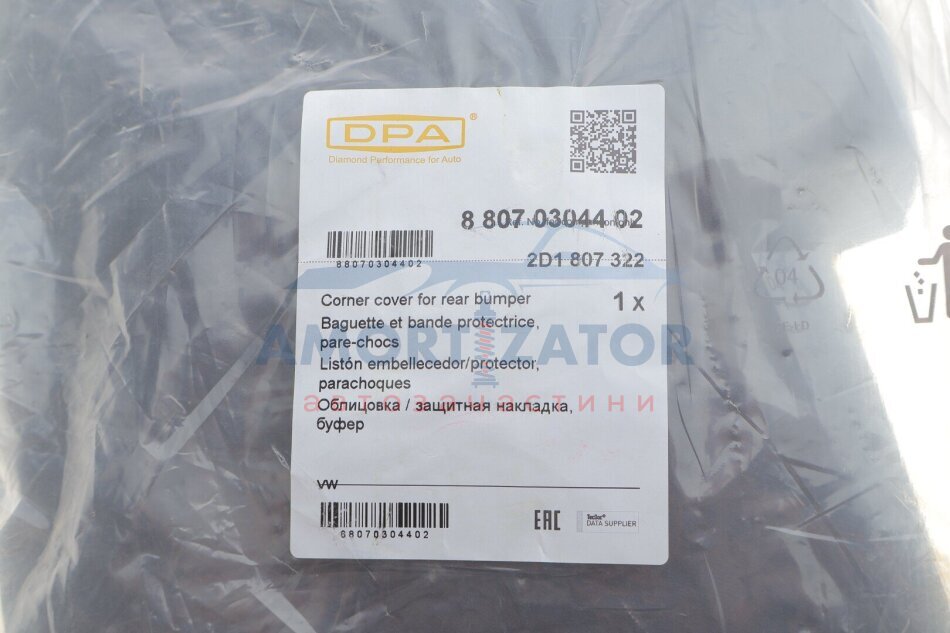 DPA®
Diamond Performance for Auto
8 807 03044 02
88070304402
2D1 807 322
Corner cover for rear bumper
1 x
Baguette et bande protectrice,
pare-chocs
Listón embellecedor/protector,
parachoques
Облицовка / защитная накладка,
буфер
AMORTIZATOR
автозапчастини
VW
88070304402
EAC
TecDoc®
DATA SUPPLIER
04